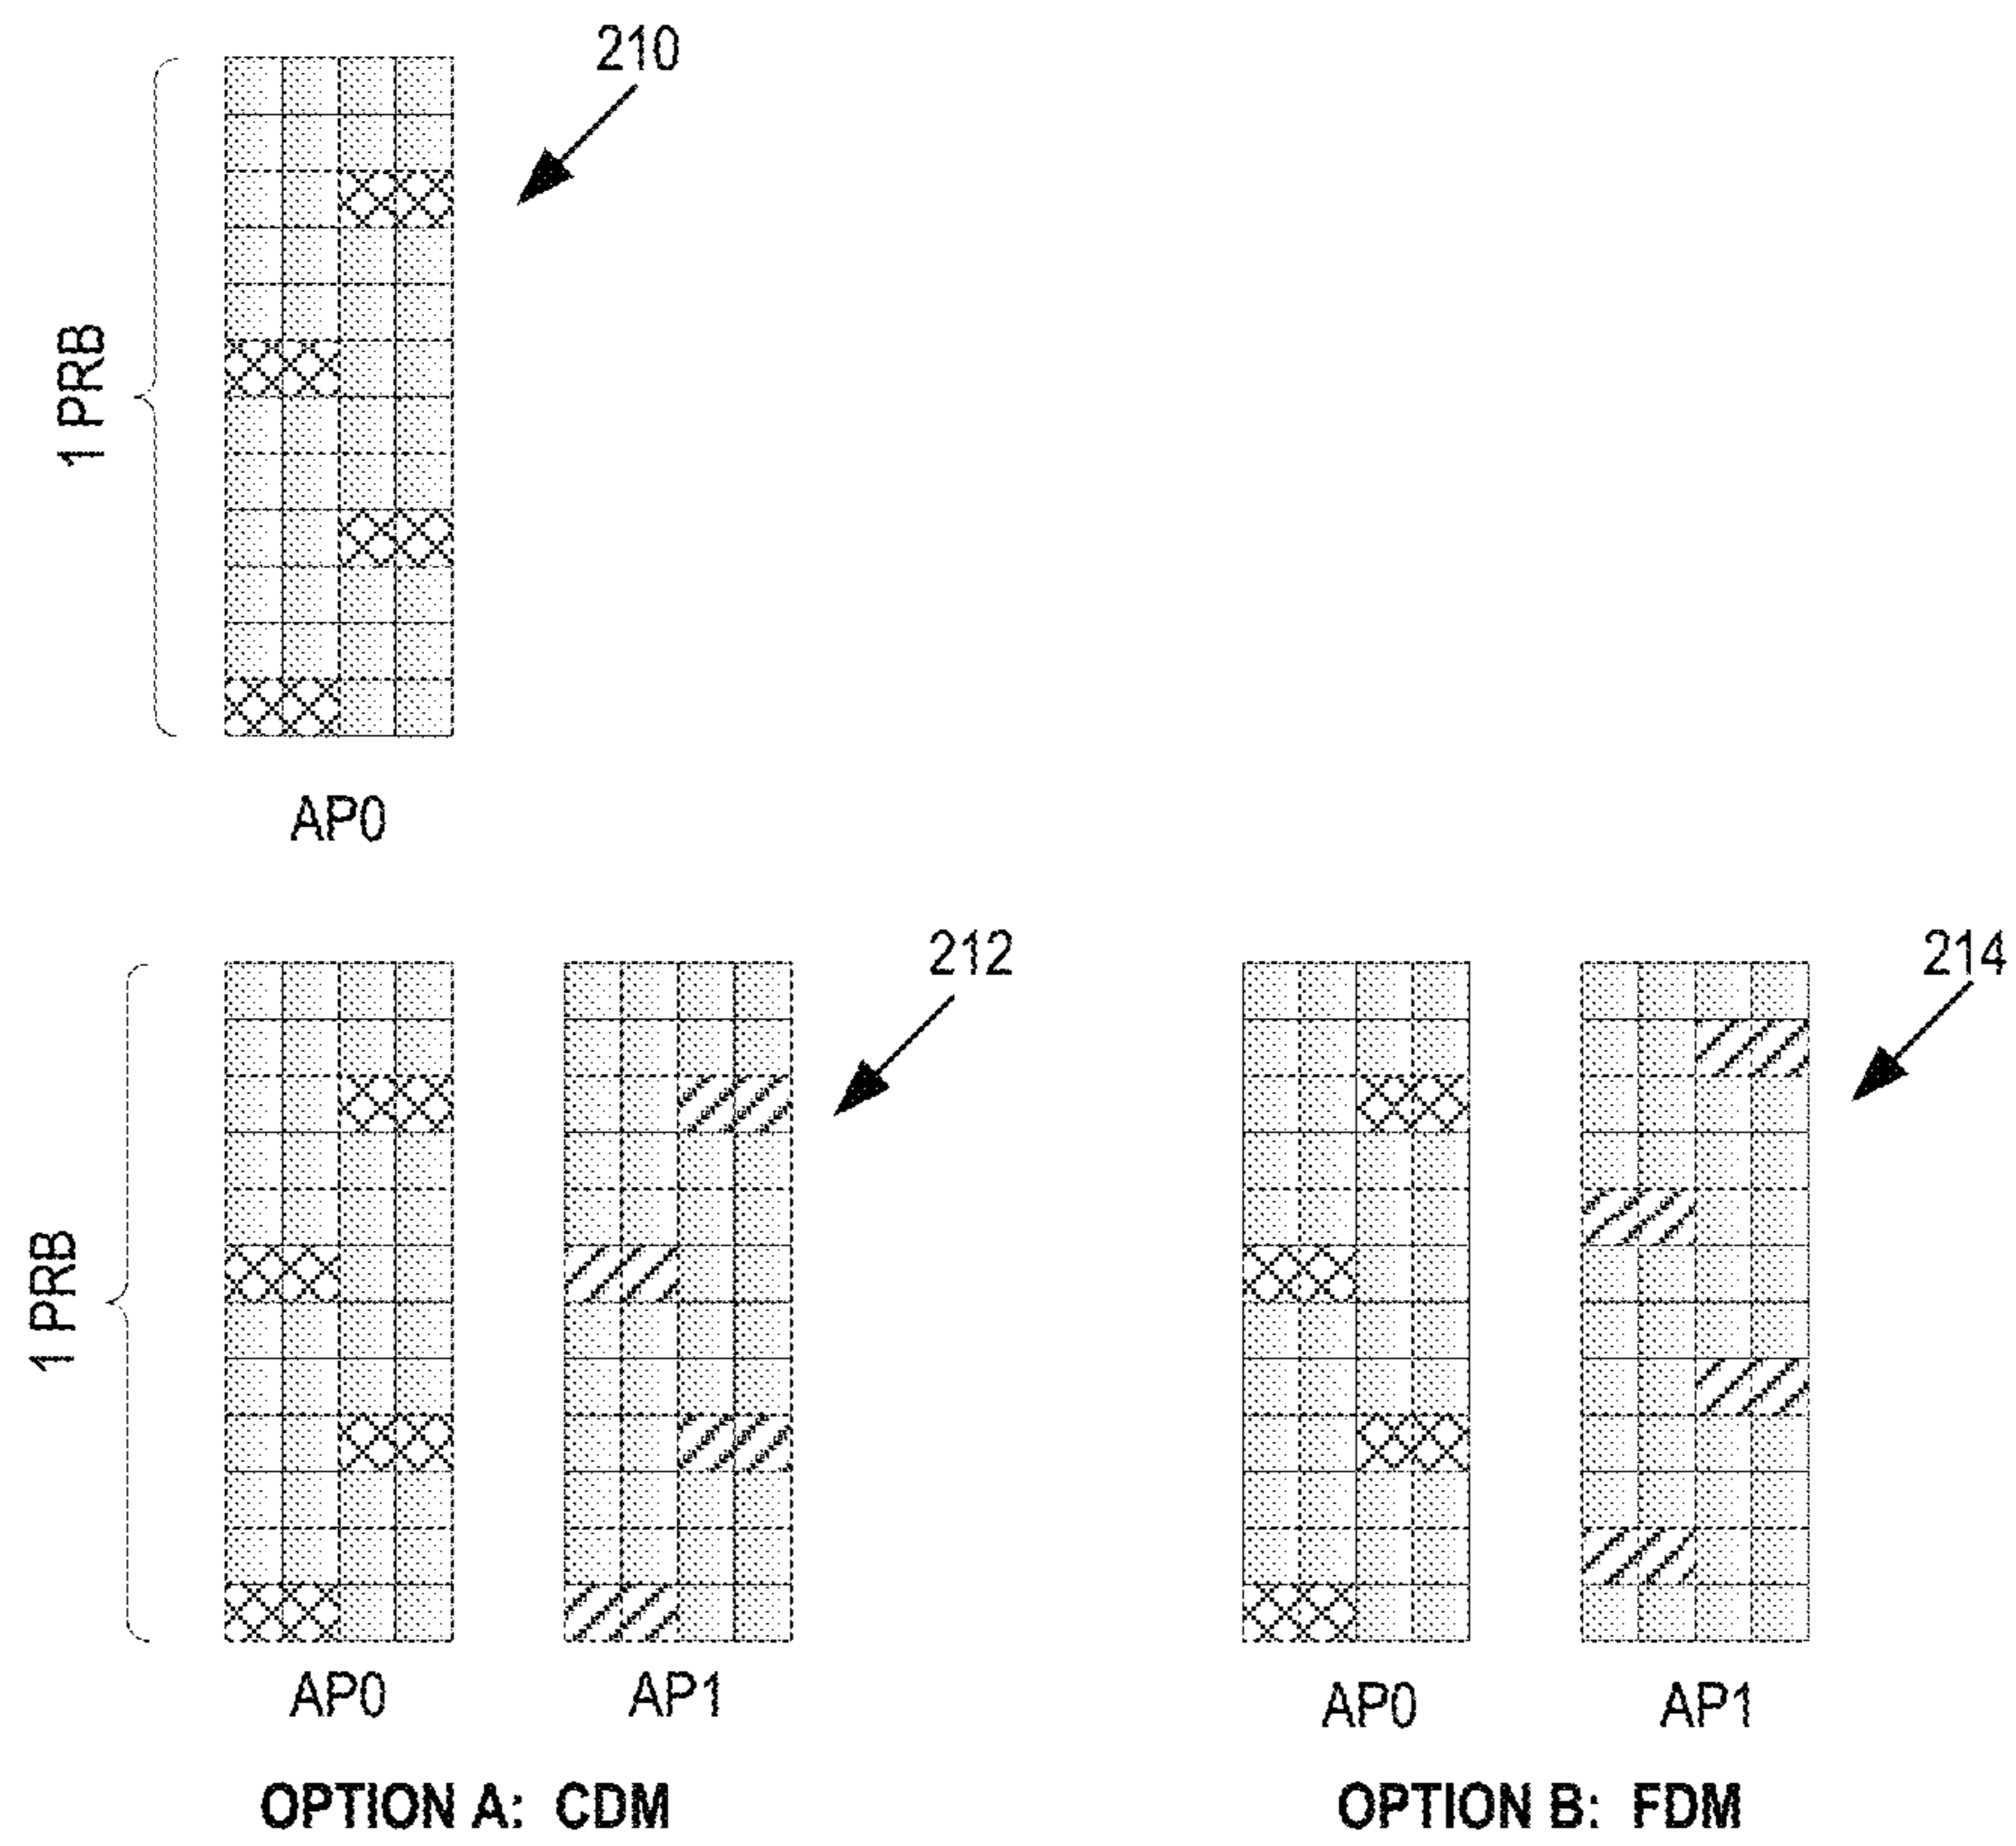 210
1 PRB
AP0
212
214
1 PRB
AP0
AP1
AP0
AP1
OPTION A: CDM
OPTION B: FDM